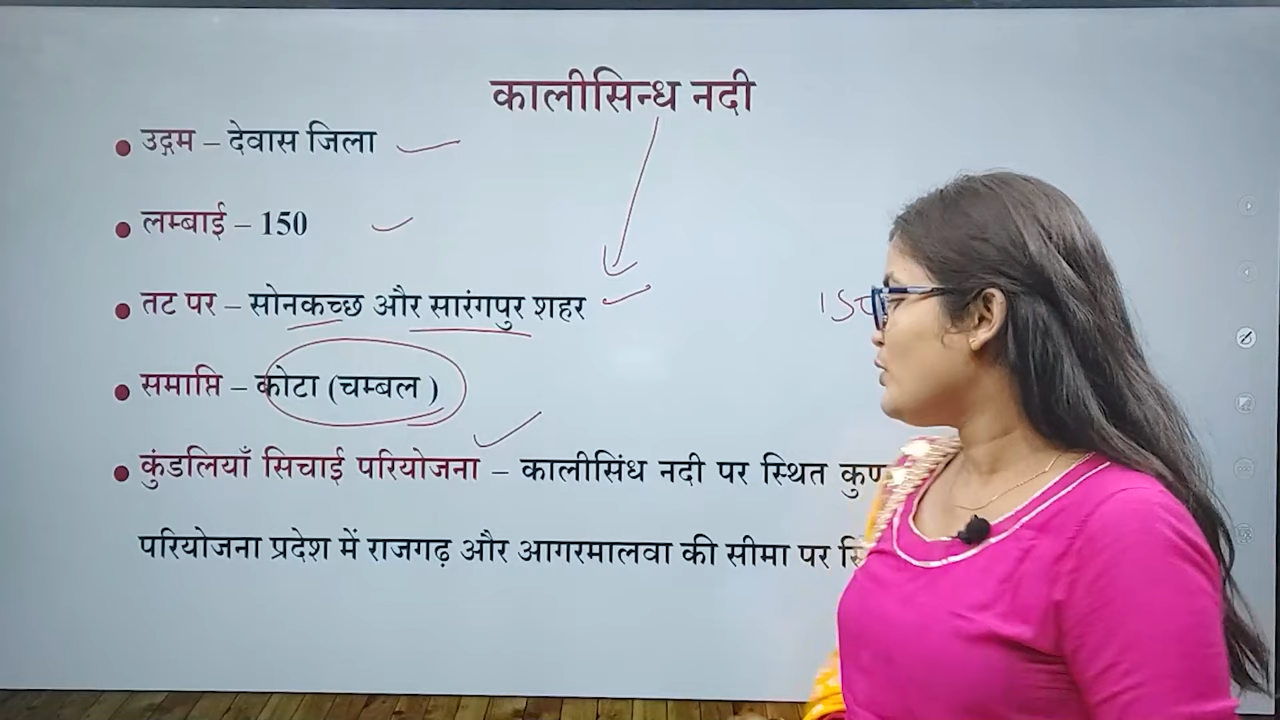 कालीसिन्ध नदी
• उद्गम – देवास जिला
• लम्बाई – 150
• तट पर – सोनकच्छ और सारंगपुर शहर
• समाप्ति – कोटा (चम्बल )
• कुंडलियाँ सिचाई परियोजना – कालीसिंध नदी पर स्थित
परियोजना प्रदेश में राजगढ़ और आगरमालवा की सीमा पर